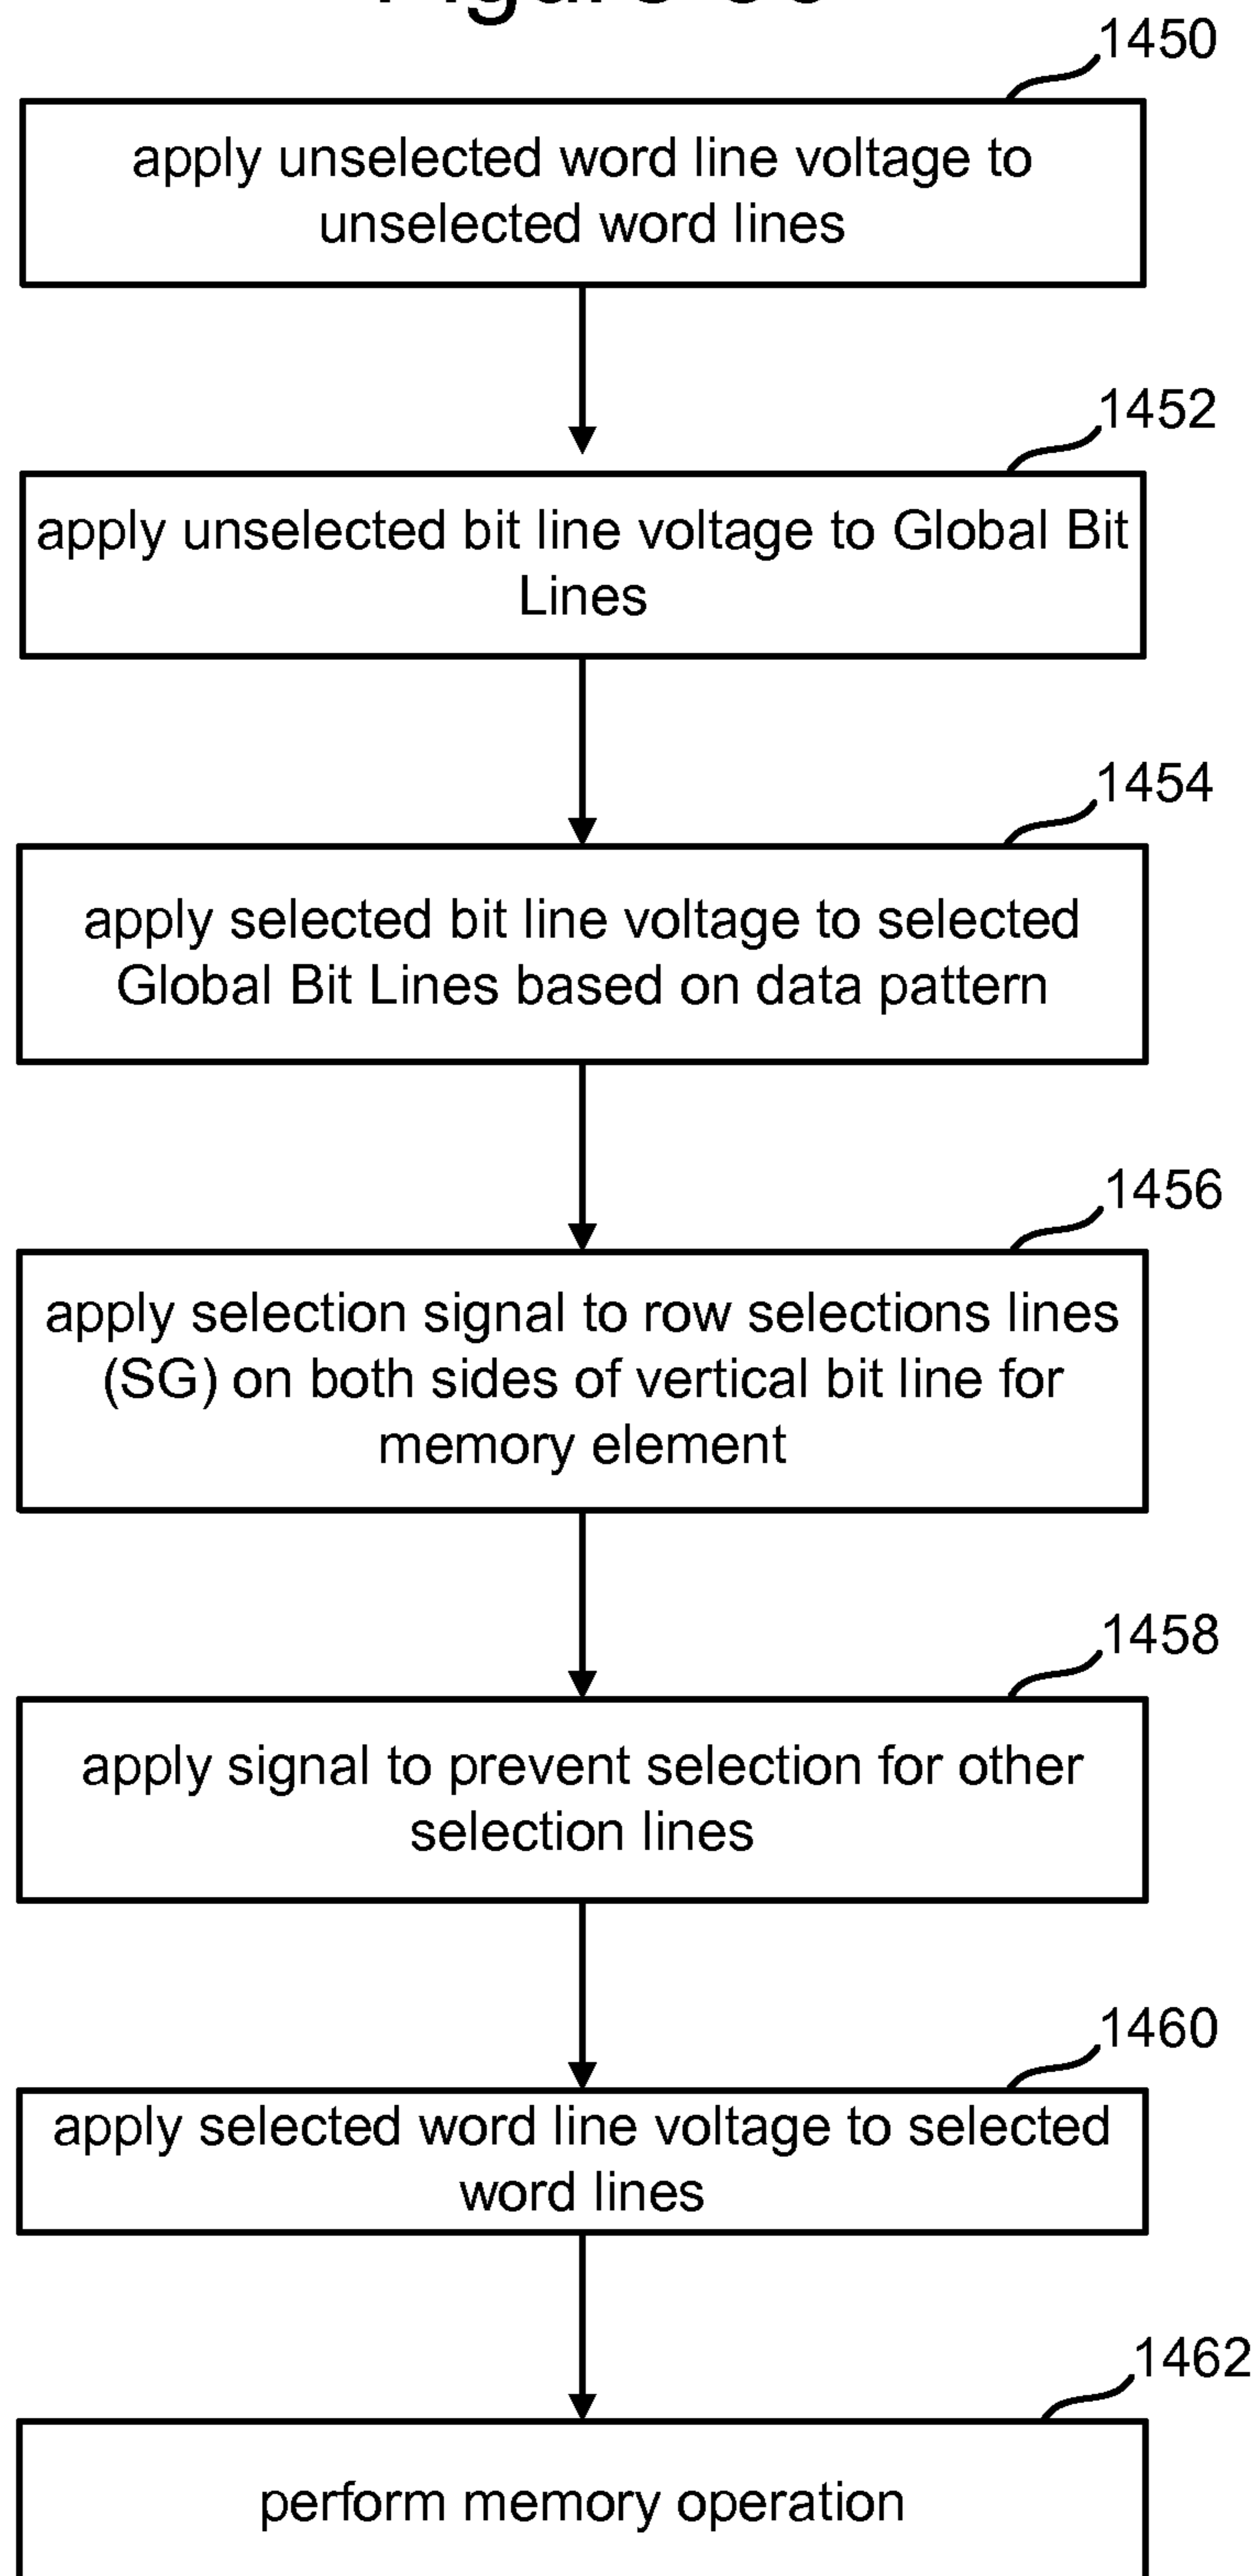 1450
apply unselected word line voltage to
unselected word lines
1452
apply unselected bit line voltage to Global Bit
Lines
1454
apply selected bit line voltage to selected
Global Bit Lines based on data pattern
1456
apply selection signal to row selections lines
(SG) on both sides of vertical bit line for
memory element
1458
apply signal to prevent selection for other
selection lines
1460
apply selected word line voltage to selected
word lines
1462
perform memory operation